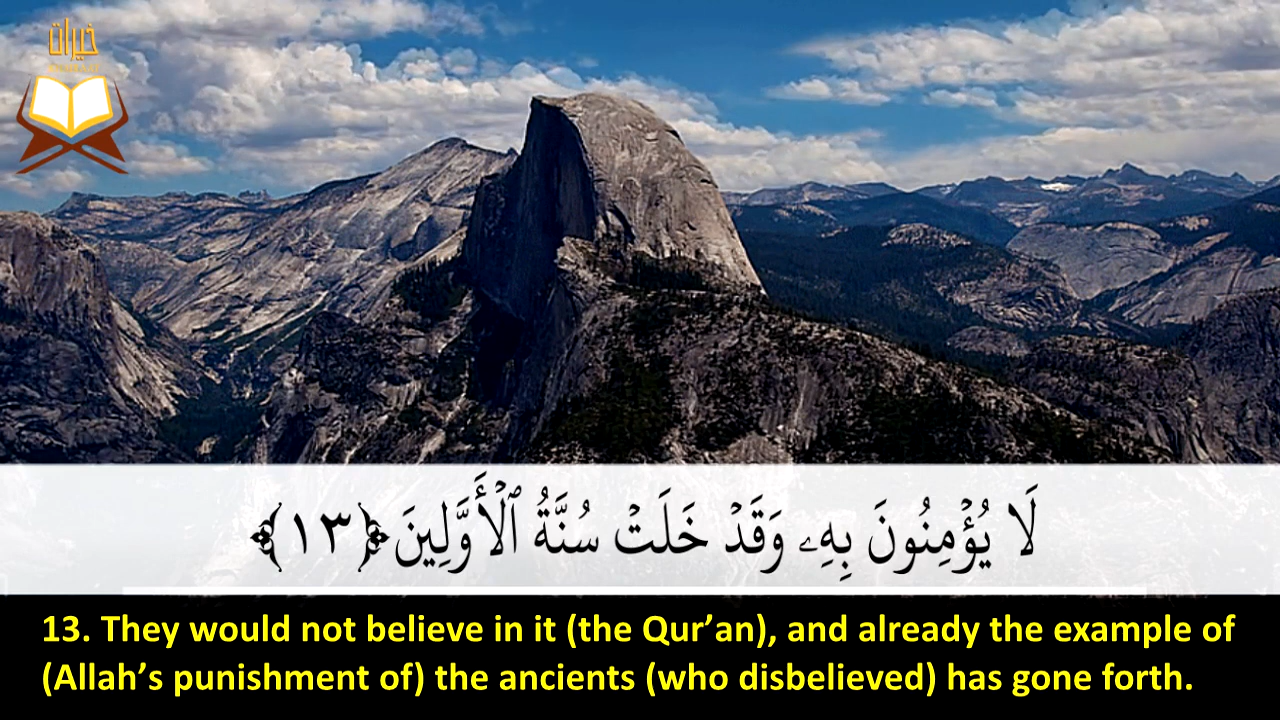 خيرات
لَا يُؤْمِنُونَ بِهِۦ وَقَدْ خَلَتْ سُنَّةُ ٱلْأَوَّلِينَ ﴿١٣﴾
13. They would not believe in it (the Qur’an), and already the example of
(Allah’s punishment of) the ancients (who disbelieved) has gone forth.